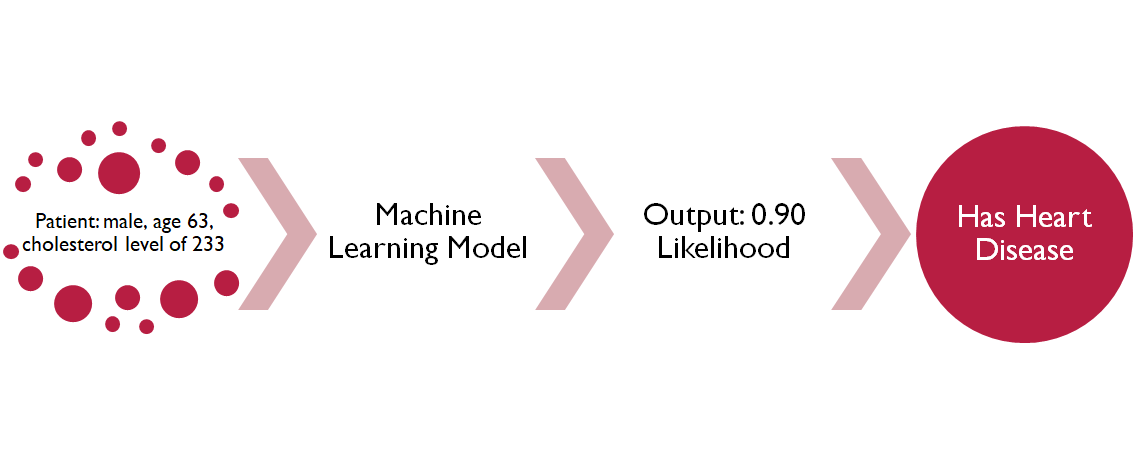 Patient: male, age 63,
cholesterol level of 233
Machine
Learning Model
Output: 0.90
Likelihood
Has Heart
Disease